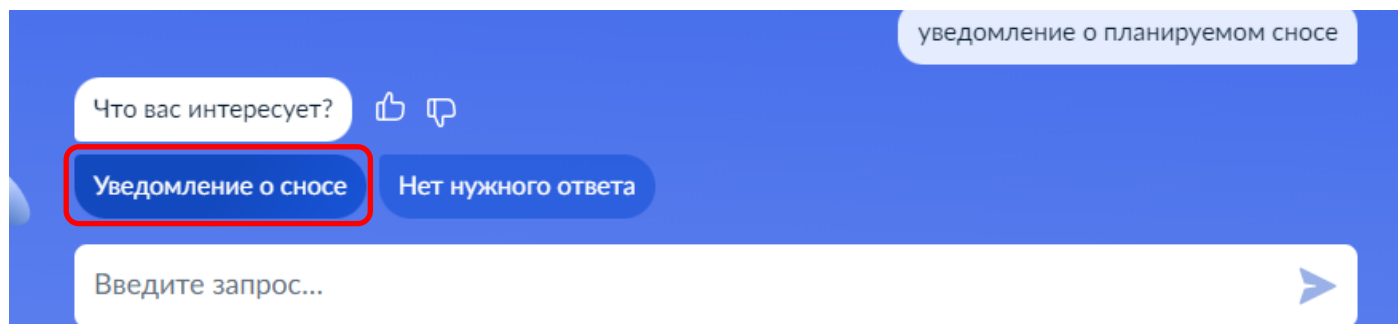 уведомление о планируемом сносе
Что вас интересует?
Уведомление о сносе
Нет нужного ответа
Введите запрос...